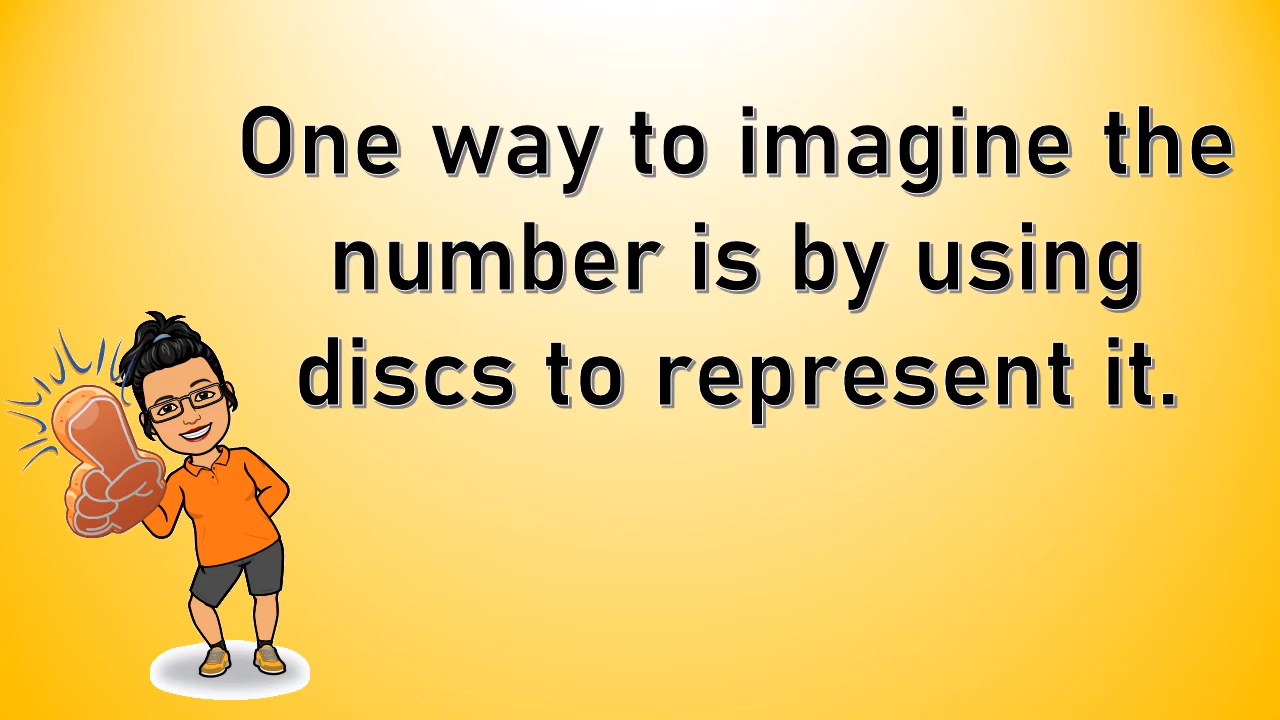 One way to imagine the
number is by using
discs to represent it.